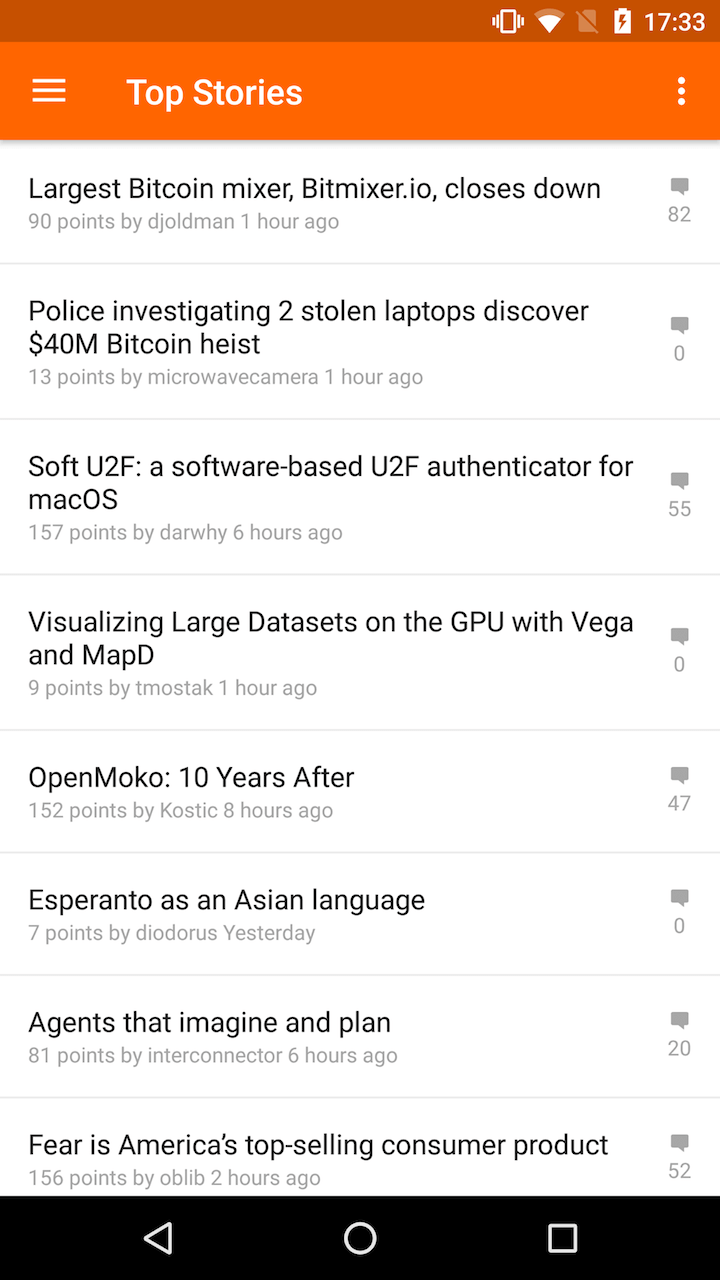 17:33
Top Stories
Largest Bitcoin mixer, Bitmixer.io, closes down
90 points by djoldman 1 hour ago
82
Police investigating 2 stolen laptops discover
$40M Bitcoin heist
13 points by microwavecamera 1 hour ago
0
Soft U2F: a software-based U2F authenticator for
macOS
157 points by darwhy 6 hours ago
55
Visualizing Large Datasets on the GPU with Vega
and MapD
9 points by tmostak 1 hour ago
0
OpenMoko: 10 Years After
152 points by Kostic 8 hours ago
47
Esperanto as an Asian language
7 points by diodorus Yesterday
0
Agents that imagine and plan
81 points by interconnector 6 hours ago
20
Fear is America’s top-selling consumer product
156 points by oblib 2 hours ago
52